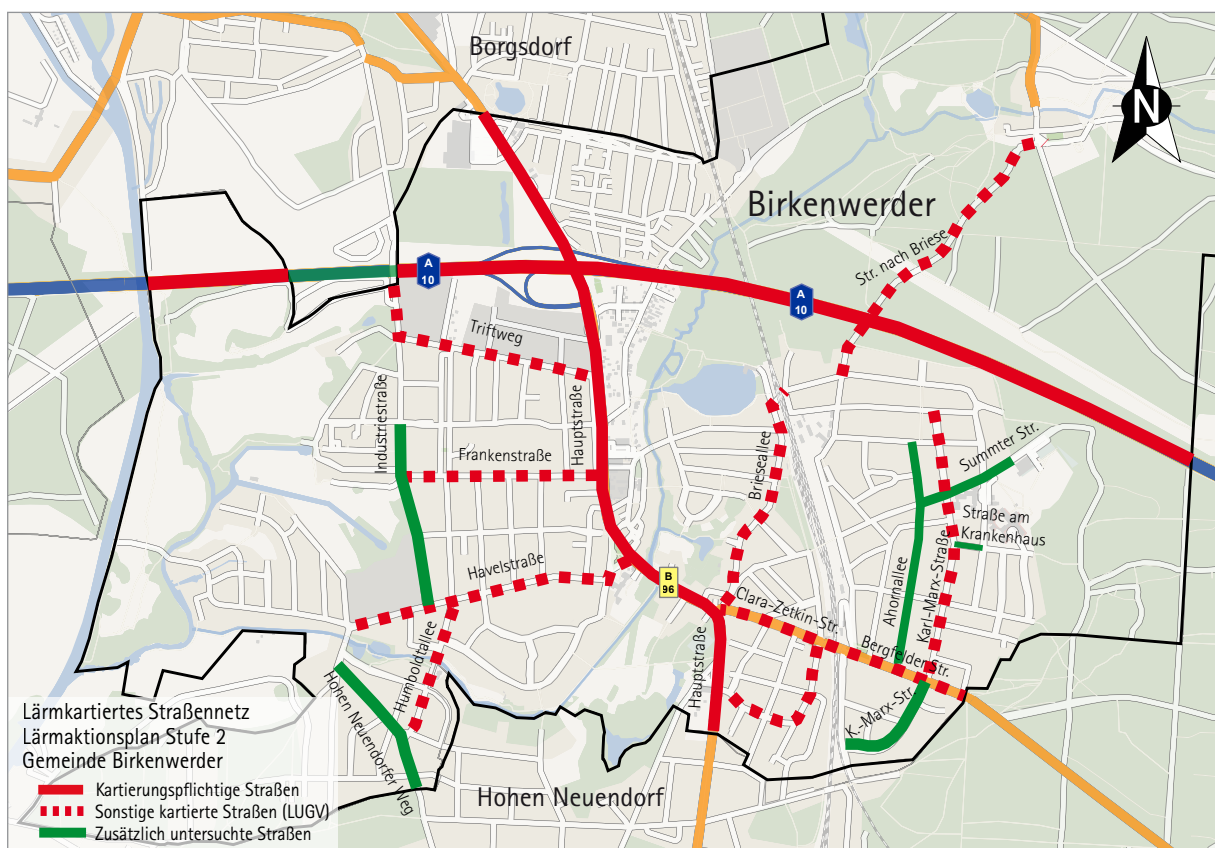 Borgsdorf
N
Birkenwerder
Str. nach Briese
A
10
A
10
Triftweg
Hauptstraße
Industriestraße
Frankenstraße
Brieseallee
Summter Str.
Straße am
Krankenhaus
Havelstraße
B
96
Ahornallee
Karl-Marx-Straße
Clara-Zetkin-Str.
Bergfelder Str.
Humboldtallee
Hauptstraße
K.-Marx-Str.
Hohen Neuendorfer Weg
Hohen Neuendorf
Lärmkartiertes Straßennetz
Lärmaktionsplan Stufe 2
Gemeinde Birkenwerder
Kartierungspflichtige Straßen
Sonstige kartierte Straßen (LUGV)
Zusätzlich untersuchte Straßen